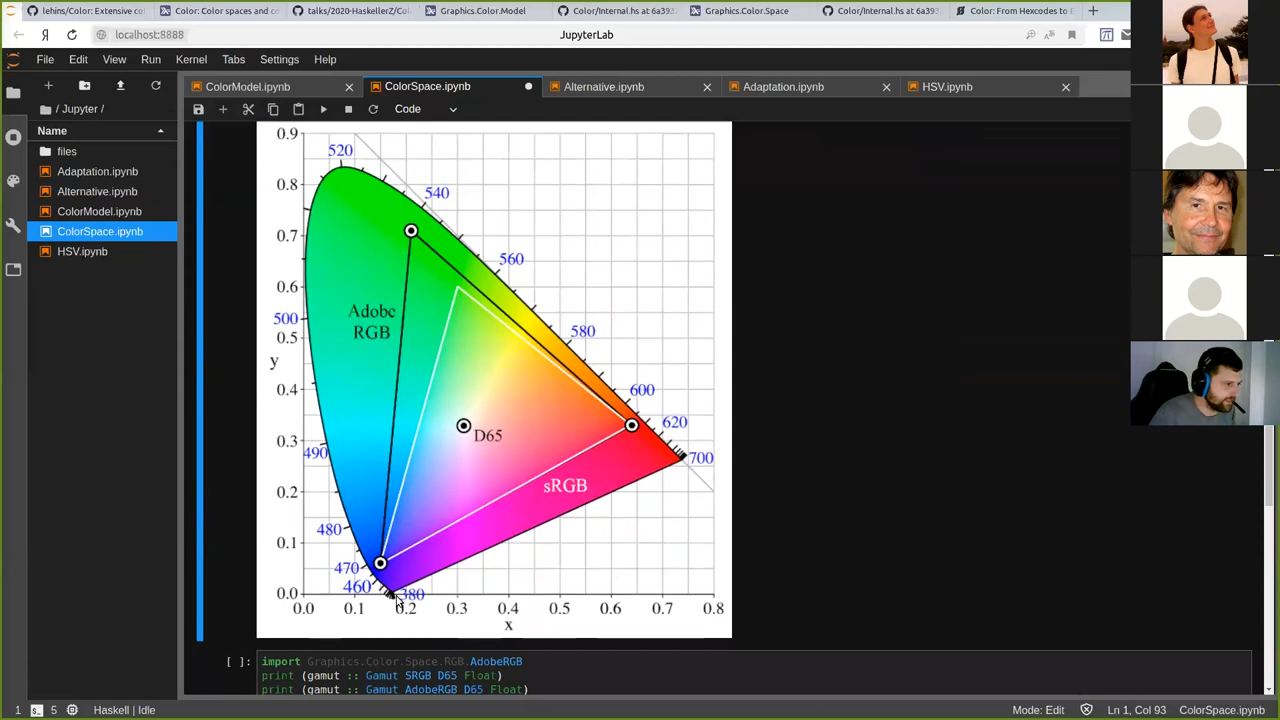 lehins/Color: Extensive co
Color: Color spaces and co
talks/2020-HaskellerZ/Co
Graphics.Color.Model
Color/Internal.hs at 6a393
Graphics.Color.Space
Color/Internal.hs at 6a393
Color: From Hexcodes to E
localhost:8888
JupyterLab
File Edit View Run Kernel Tabs Settings Help
/ Jupyter /
Name
files
Adaptation.ipynb
Alternative.ipynb
ColorModel.ipynb
ColorSpace.ipynb
HSV.ipynb
ColorModel.ipynb
ColorSpace.ipynb
Alternative.ipynb
Adaptation.ipynb
HSV.ipynb
Code
0.9
520
0.8
540
0.7
560
0.6
Adobe
RGB
500
580
0.5
y
0.4
600
620
D65
0.3
490
700
sRGB
0.2
480
0.1
470
460
0.0
380
0.0 0.1 0.2 0.3 0.4 0.5 0.6 0.7 0.8
x
[ ]:
import Graphics.Color.Space.RGB.AdobeRGB
print (gamut :: Gamut SRGB D65 Float)
print (gamut :: Gamut AdobeRGB D65 Float)
1
5
Haskell | Idle
Mode: Edit
Ln 1, Col 93
ColorSpace.ipynb